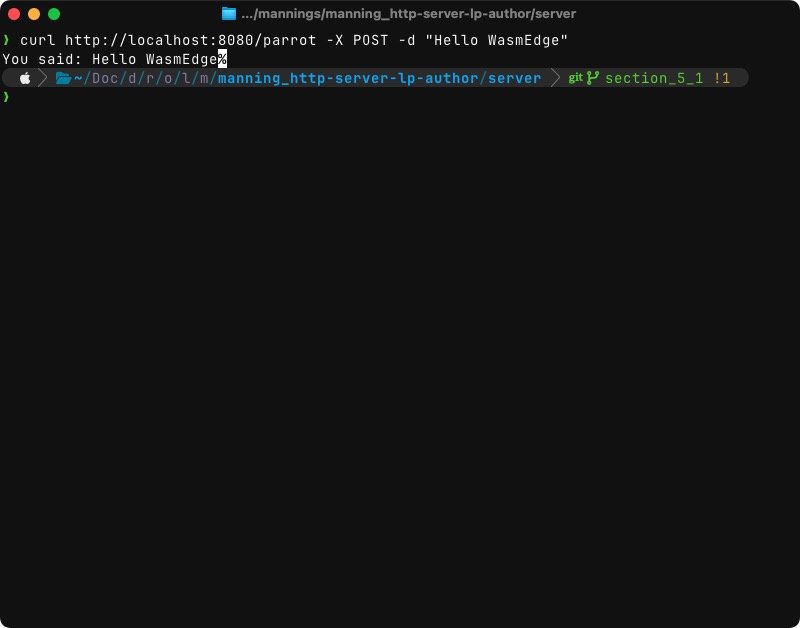 .../mannings/manning_http-server-lp-author/server
❯ curl http://localhost:8080/parrot -X POST -d "Hello WasmEdge"
You said: Hello WasmEdge%
~/Doc/d/r/o/l/m/manning_http-server-lp-author/server git section_5_1 !1
❯